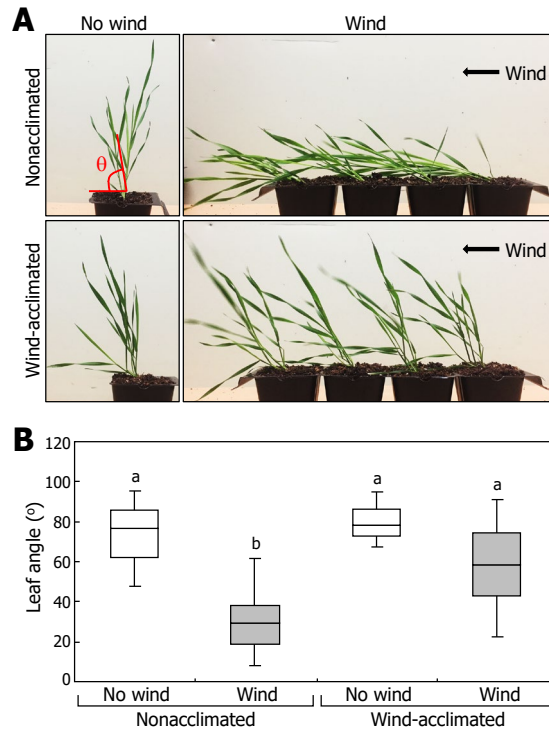 A
No wind
Wind
Nonacclimated
θ
Wind
Wind-acclimated
Wind
B
Leaf angle (º)
120
100
80
60
40
20
0
a
b
a
a
No wind
Wind
No wind
Wind
Nonacclimated
Wind-acclimated